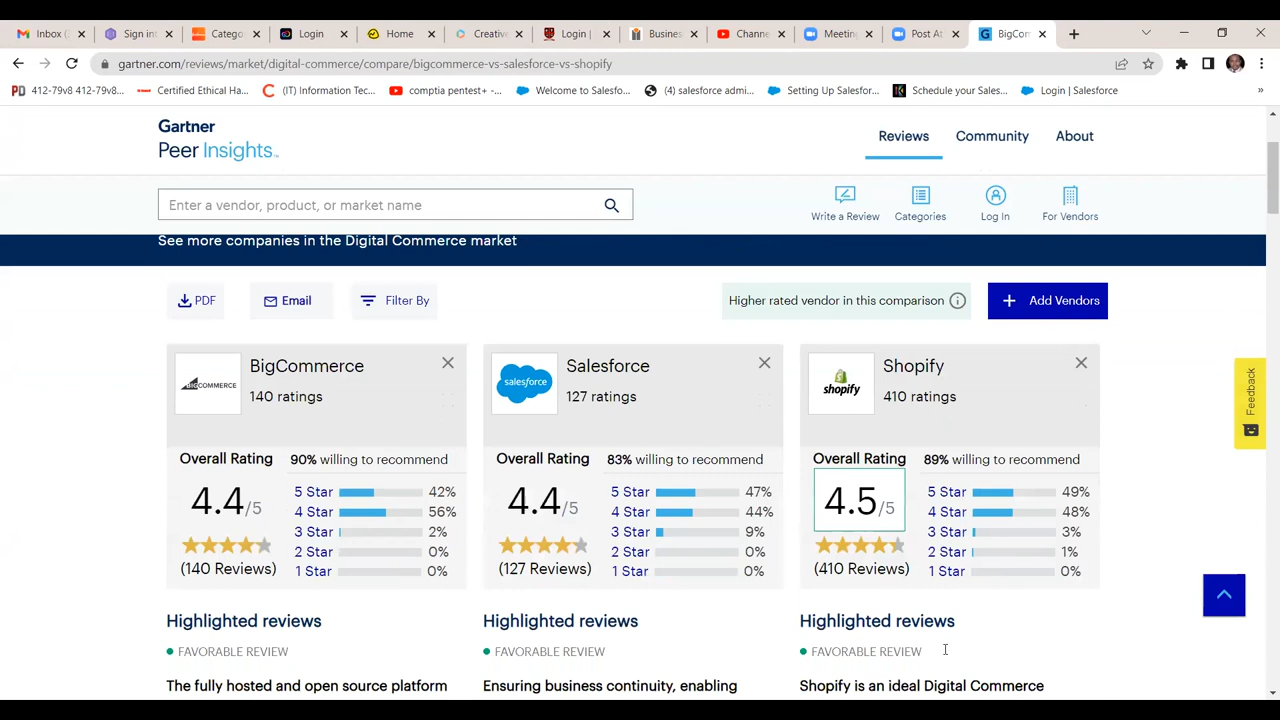 Inbox (
Sign int
Catego
Login
Home
Creativ
Login |
Busines
Chann
Meetin
Post At
BigCom
gartner.com/reviews/market/digital-commerce/compare/bigcommerce-vs-salesforce-vs-shopify
412-79v8 412-79v8...
Certified Ethical Ha...
(IT) Information Tec...
comptia pentest+ -...
Welcome to Salesfo...
(4) salesforce admi...
Setting Up Salesfor...
Schedule your Sales...
Login | Salesforce
Gartner
Peer Insights™
Reviews
Community
About
Enter a vendor, product, or market name
Write a Review
Categories
Log In
For Vendors
See more companies in the Digital Commerce market
PDF
Email
Filter By
Higher rated vendor in this comparison
+ Add Vendors
Feedback
BIGCOMMERCE
BigCommerce
140 ratings
Overall Rating
90% willing to recommend
4.4/5
(140 Reviews)
5 Star 42%
4 Star 56%
3 Star 2%
2 Star 0%
1 Star 0%
salesforce
Salesforce
127 ratings
Overall Rating
83% willing to recommend
4.4/5
(127 Reviews)
5 Star 47%
4 Star 44%
3 Star 9%
2 Star 0%
1 Star 0%
shopify
Shopify
410 ratings
Overall Rating
89% willing to recommend
4.5/5
(410 Reviews)
5 Star 49%
4 Star 48%
3 Star 3%
2 Star 1%
1 Star 0%
Highlighted reviews
FAVORABLE REVIEW
The fully hosted and open source platform
Highlighted reviews
FAVORABLE REVIEW
Ensuring business continuity, enabling
Highlighted reviews
FAVORABLE REVIEW
Shopify is an ideal Digital Commerce